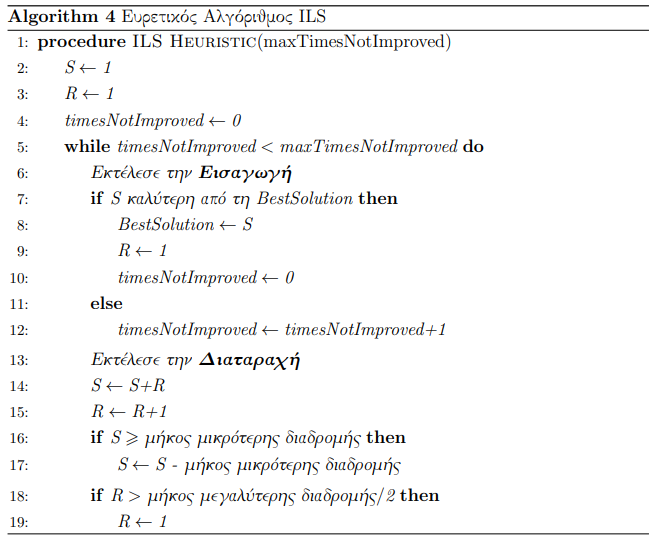 Algorithm 4 Ευρετικός Αλγόριθμος ILS
1: procedure ILS Heuristic(maxTimesNotImproved)
2: S ← 1
3: R ← 1
4: timesNotImproved ← 0
5: while timesNotImproved < maxTimesNotImproved do
6: Εκτέλεσε την Εισαγωγή
7: if S καλύτερη από τη BestSolution then
8: BestSolution ← S
9: R ← 1
10: timesNotImproved ← 0
11: else
12: timesNotImproved ← timesNotImproved+1
13: Εκτέλεσε την Διαταραχή
14: S ← S+R
15: R ← R+1
16: if S ⩾ μήκος μικρότερης διαδρομής then
17: S ← S - μήκος μικρότερης διαδρομής
18: if R > μήκος μεγαλύτερης διαδρομής/2 then
19: R ← 1